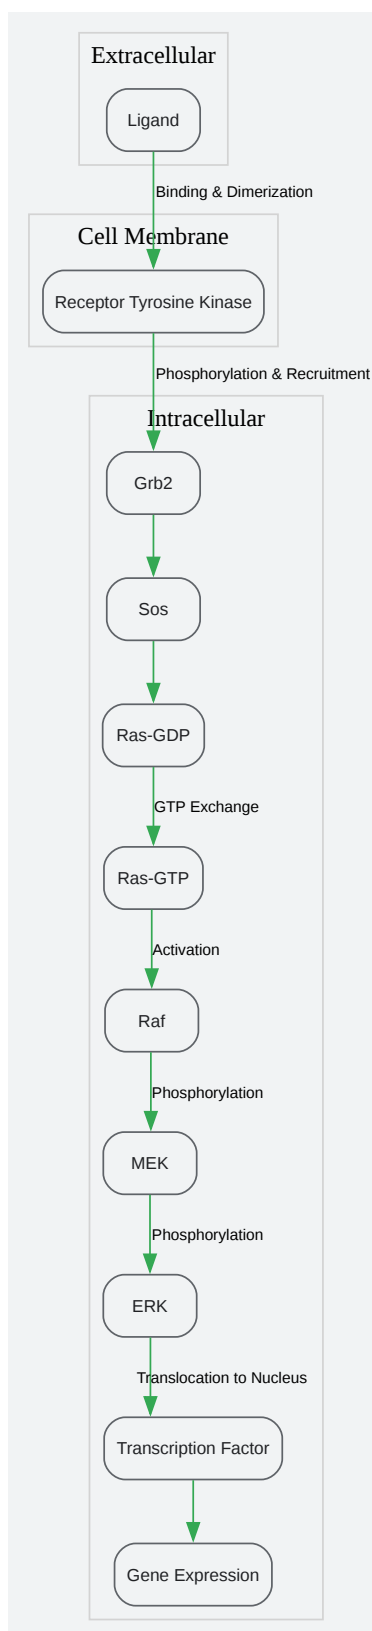 Extracellular
Ligand
Binding & Dimerization
Cell Membrane
Receptor Tyrosine Kinase
Phosphorylation & Recruitment
Intracellular
Grb2
Sos
Ras-GDP
GTP Exchange
Ras-GTP
Activation
Raf
Phosphorylation
MEK
Phosphorylation
ERK
Translocation to Nucleus
Transcription Factor
Gene Expression